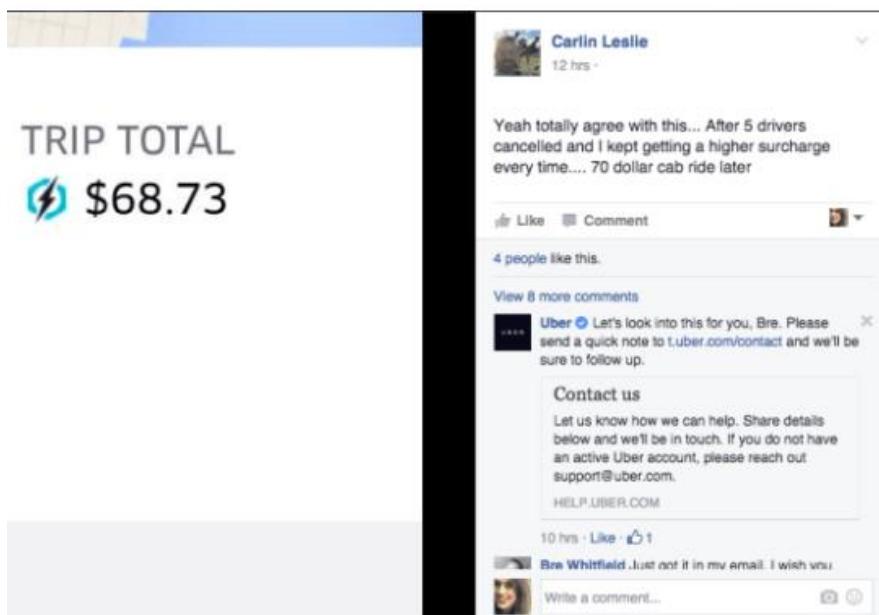 TRIP TOTAL
$68.73
Carlin Leslie
12 hrs ·
Yeah totally agree with this... After 5 drivers
cancelled and I kept getting a higher surcharge
every time.... 70 dollar cab ride later
Like Comment
4 people like this.
View 8 more comments
Uber Let's look into this for you, Bre. Please
send a quick note to t.uber.com/contact and we'll be
sure to follow up.
Contact us
Let us know how we can help. Share details
below and we'll be in touch. If you do not have
an active Uber account, please reach out
support@uber.com.
HELP.UBER.COM
10 hrs · Like · 1
Bre Whitfield Just got it in my email. I wish you
Write a comment...
UBER